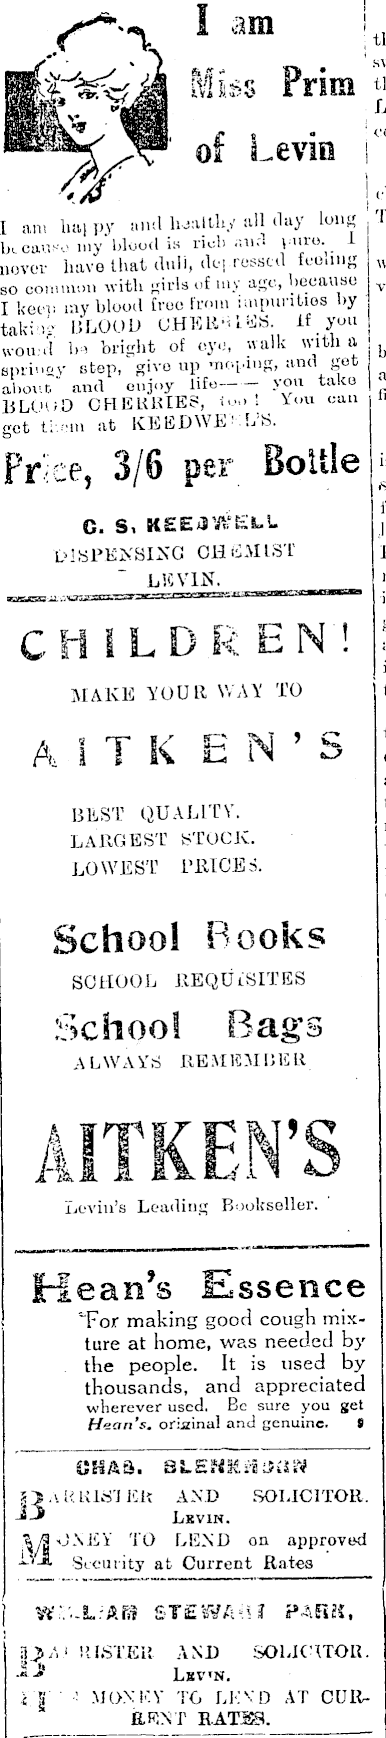 I am
Miss Prim
of Levin
I am happy and healthy all day long
because my blood is rich and pure. I
never have that dull, depressed feeling
so common with girls of my age, because
I keep my blood free from impurities by
taking BLOOD CHERRIES. If you
would be bright of eye, walk with a
springy step, give up moping, and get
about and enjoy life—— you take
BLOOD CHERRIES, too! You can
get them at KEEDWELL'S.
Price, 3/6 per Bottle
C. S. KEEDWELL
DISPENSING CHEMIST
LEVIN.
CHILDREN!
MAKE YOUR WAY TO
AITKEN'S
BEST QUALITY.
LARGEST STOCK.
LOWEST PRICES.
School Books
SCHOOL REQUISITES
School Bags
ALWAYS REMEMBER
AITKEN'S
Levin's Leading Bookseller.
Hean's Essence
"For making good cough mix-
ture at home, was needed by
the people. It is used by
thousands, and appreciated
wherever used. Be sure you get
Hean's, original and genuine. 9
CHAS. BLENKHORN
BARRISTER AND SOLICITOR.
LEVIN.
MONEY TO LEND on approved
Security at Current Rates
WILLIAM STEWART PARK,
BARRISTER AND SOLICITOR.
LEVIN.
MONEY TO LEND AT CUR-
RENT RATES.